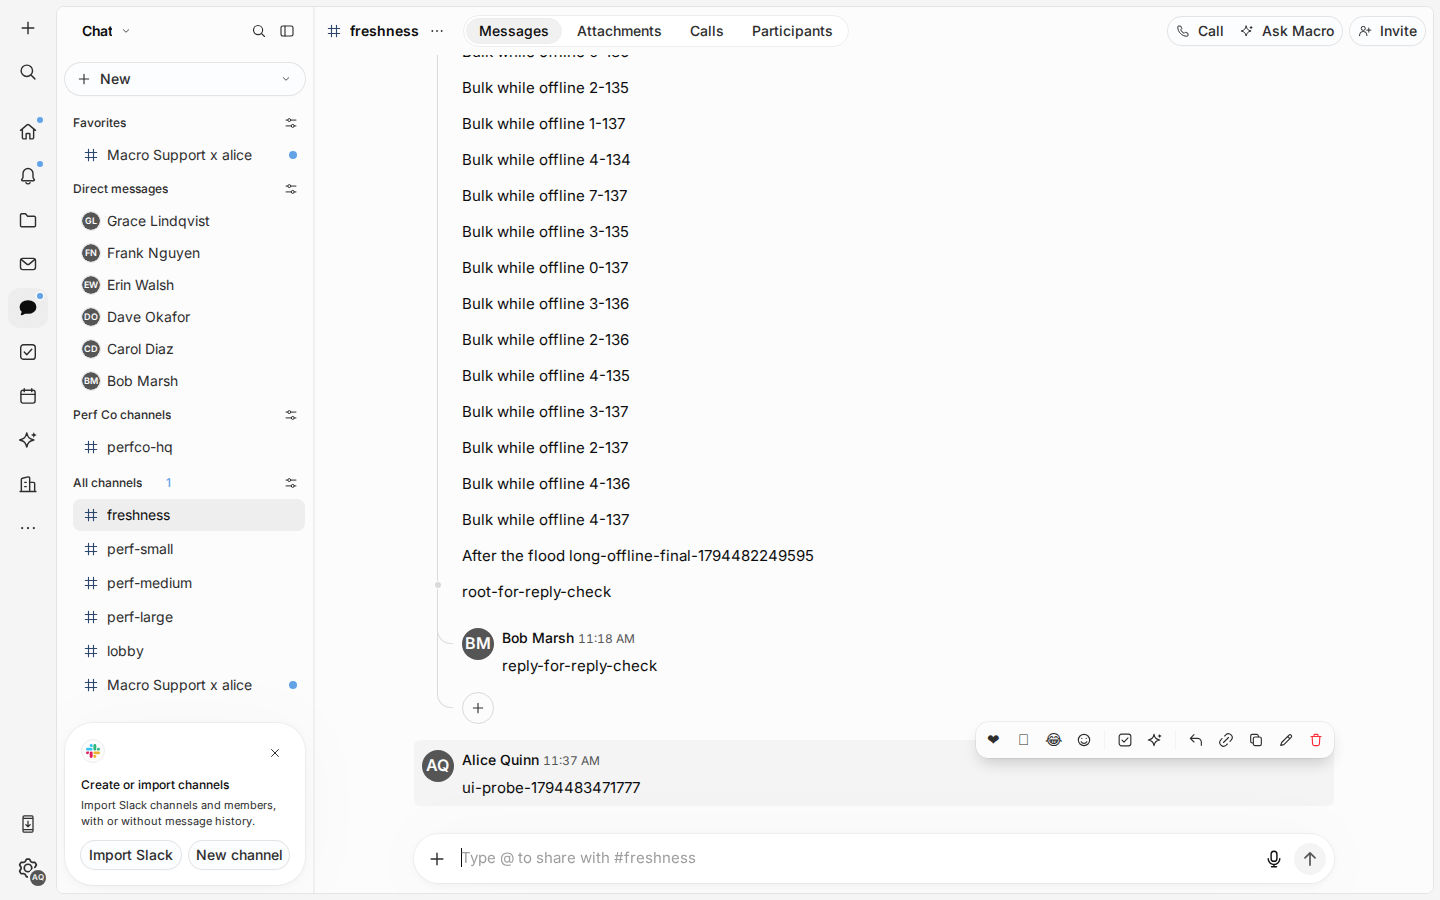 Chat
New
Favorites
Macro Support x alice
Direct messages
GL Grace Lindqvist
FN Frank Nguyen
EW Erin Walsh
DO Dave Okafor
CD Carol Diaz
BM Bob Marsh
Perf Co channels
perfco-hq
All channels 1
freshness
perf-small
perf-medium
perf-large
lobby
Macro Support x alice
Create or import channels
Import Slack channels and members,
with or without message history.
Import Slack New channel
AQ
freshness Messages Attachments Calls Participants Call Ask Macro Invite
Bulk while offline 2-135
Bulk while offline 1-137
Bulk while offline 4-134
Bulk while offline 7-137
Bulk while offline 3-135
Bulk while offline 0-137
Bulk while offline 3-136
Bulk while offline 2-136
Bulk while offline 4-135
Bulk while offline 3-137
Bulk while offline 2-137
Bulk while offline 4-136
Bulk while offline 4-137
After the flood long-offline-final-1794482249595
root-for-reply-check
BM Bob Marsh 11:18 AM
reply-for-reply-check
AQ Alice Quinn 11:37 AM
ui-probe-1794483471777
Type @ to share with #freshness